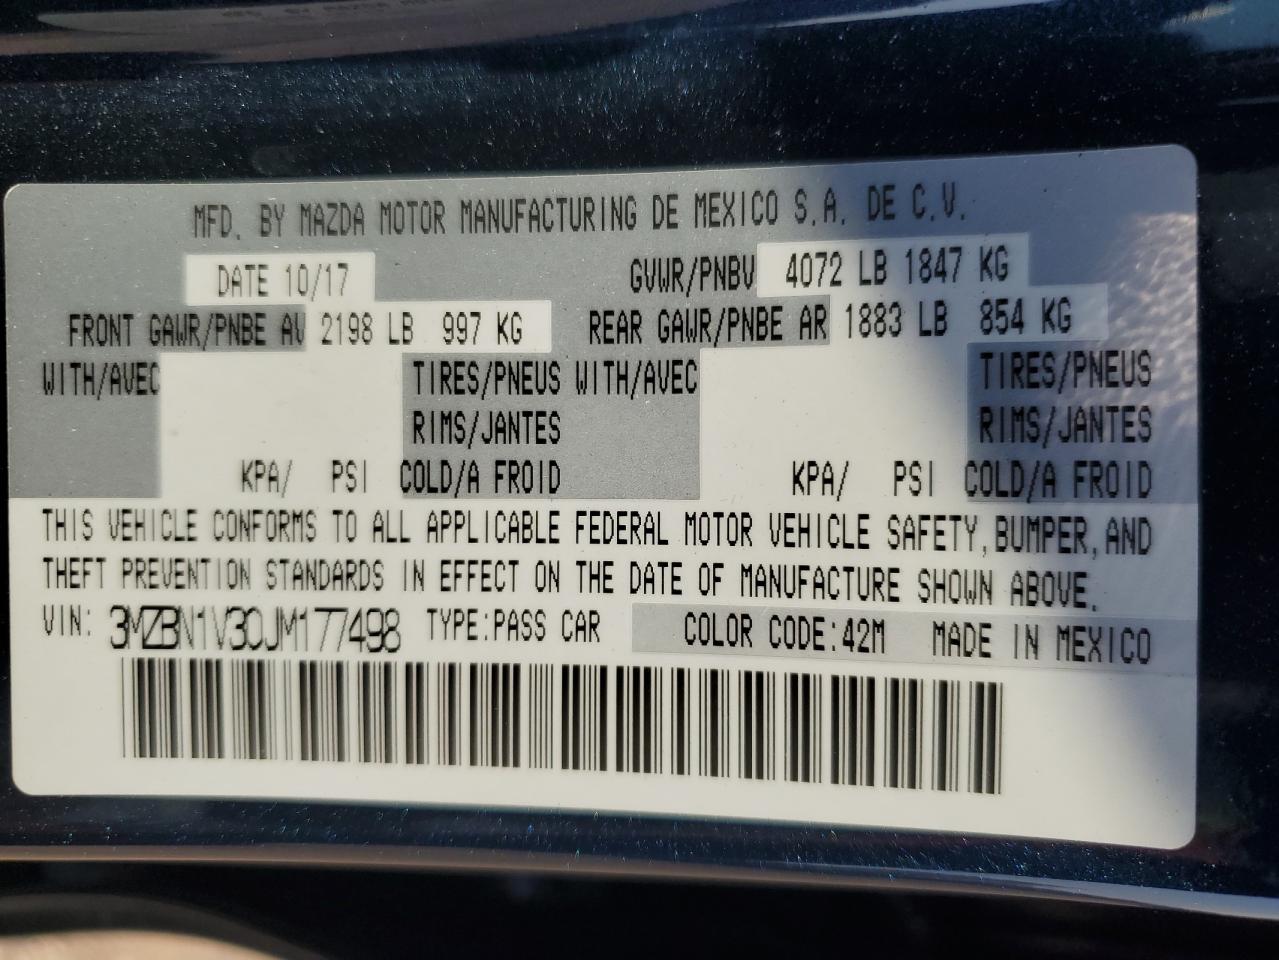 MFD. BY MAZDA MOTOR MANUFACTURING DE MEXICO S.A. DE C.V.
DATE 10/17 GVWR/PNBV 4072 LB 1847 KG
FRONT GAWR/PNBE AV 2198 LB 997 KG REAR GAWR/PNBE AR 1883 LB 854 KG
WITH/AVEC TIRES/PNEUS WITH/AVEC TIRES/PNEUS
RIMS/JANTES RIMS/JANTES
KPA/ PSI COLD/A FROID KPA/ PSI COLD/A FROID
THIS VEHICLE CONFORMS TO ALL APPLICABLE FEDERAL MOTOR VEHICLE SAFETY, BUMPER, AND
THEFT PREVENTION STANDARDS IN EFFECT ON THE DATE OF MANUFACTURE SHOWN ABOVE.
VIN: 3MZBN1V30JM177498 TYPE:PASS CAR COLOR CODE:42M MADE IN MEXICO